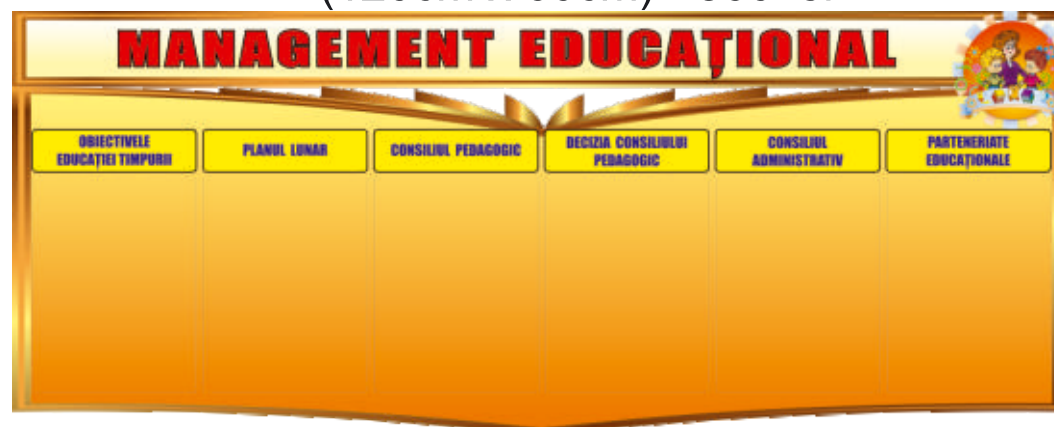 MANAGEMENT EDUCAȚIONAL
OBIECTIVELE
EDUCAȚIEI TIMPURII
PLANUL LUNAR
CONSILIUL PEDAGOGIC
DECIZIA CONSILIULUI
PEDAGOGIC
CONSILIUL
ADMINISTRATIV
PARTENERIATE
EDUCAȚIONALE